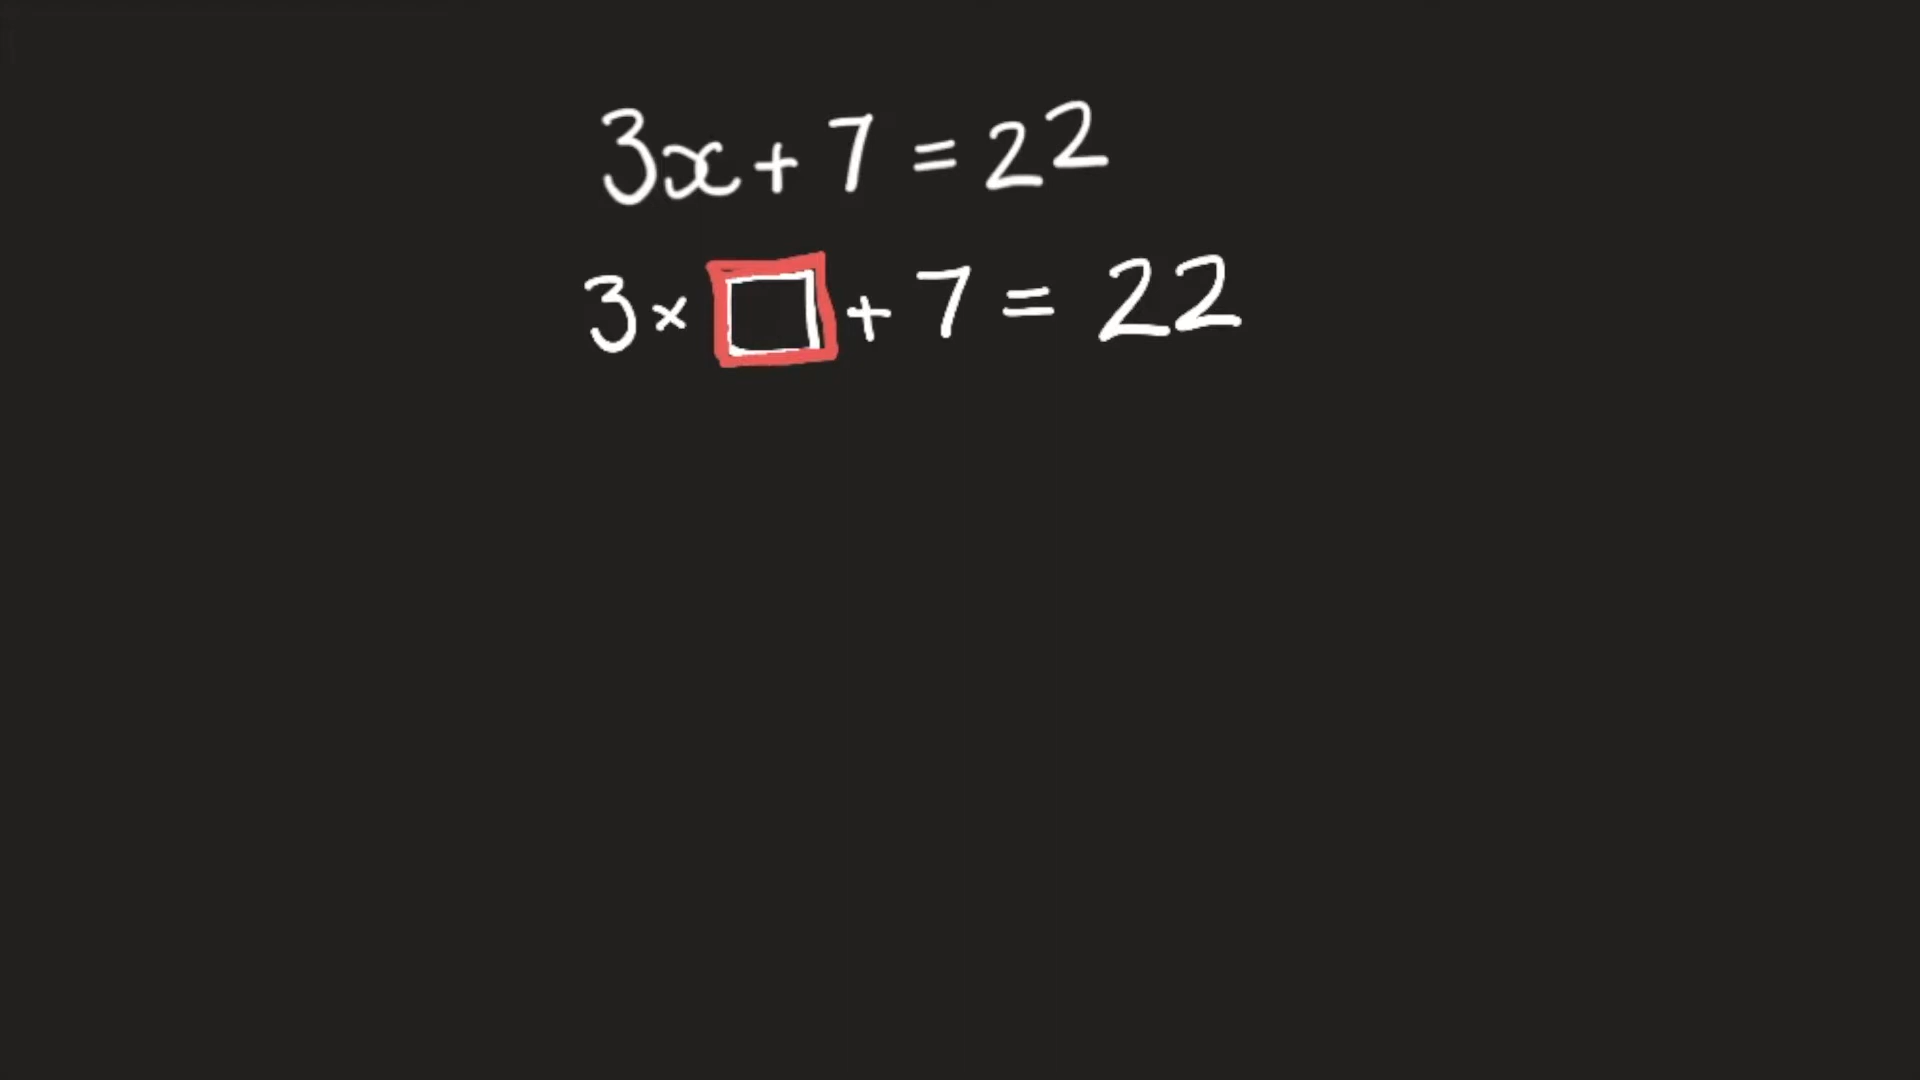 3x + 7 = 22
3 × □ + 7 = 22